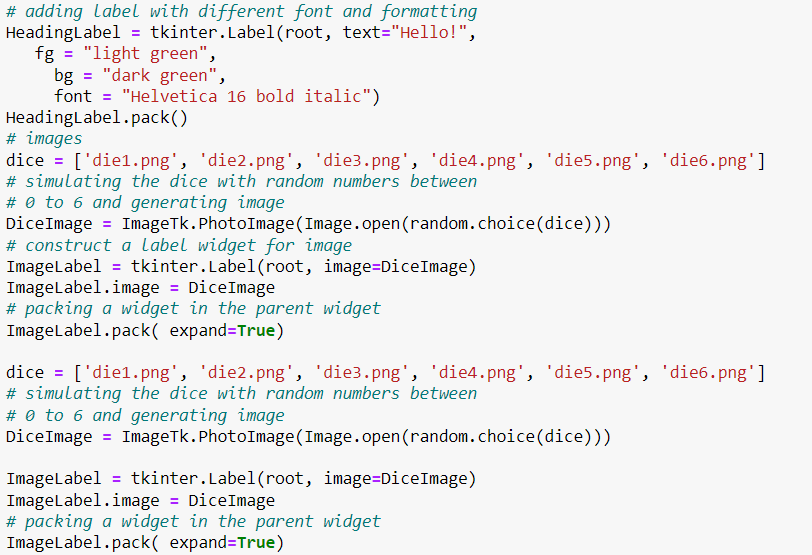 # adding label with different font and formatting
HeadingLabel = tkinter.Label(root, text="Hello!",
   fg = "light green",
     bg = "dark green",
     font = "Helvetica 16 bold italic")
HeadingLabel.pack()
# images
dice = ['die1.png', 'die2.png', 'die3.png', 'die4.png', 'die5.png', 'die6.png']
# simulating the dice with random numbers between
# 0 to 6 and generating image
DiceImage = ImageTk.PhotoImage(Image.open(random.choice(dice)))
# construct a label widget for image
ImageLabel = tkinter.Label(root, image=DiceImage)
ImageLabel.image = DiceImage
# packing a widget in the parent widget
ImageLabel.pack( expand=True)

dice = ['die1.png', 'die2.png', 'die3.png', 'die4.png', 'die5.png', 'die6.png']
# simulating the dice with random numbers between
# 0 to 6 and generating image
DiceImage = ImageTk.PhotoImage(Image.open(random.choice(dice)))

ImageLabel = tkinter.Label(root, image=DiceImage)
ImageLabel.image = DiceImage
# packing a widget in the parent widget
ImageLabel.pack( expand=True)